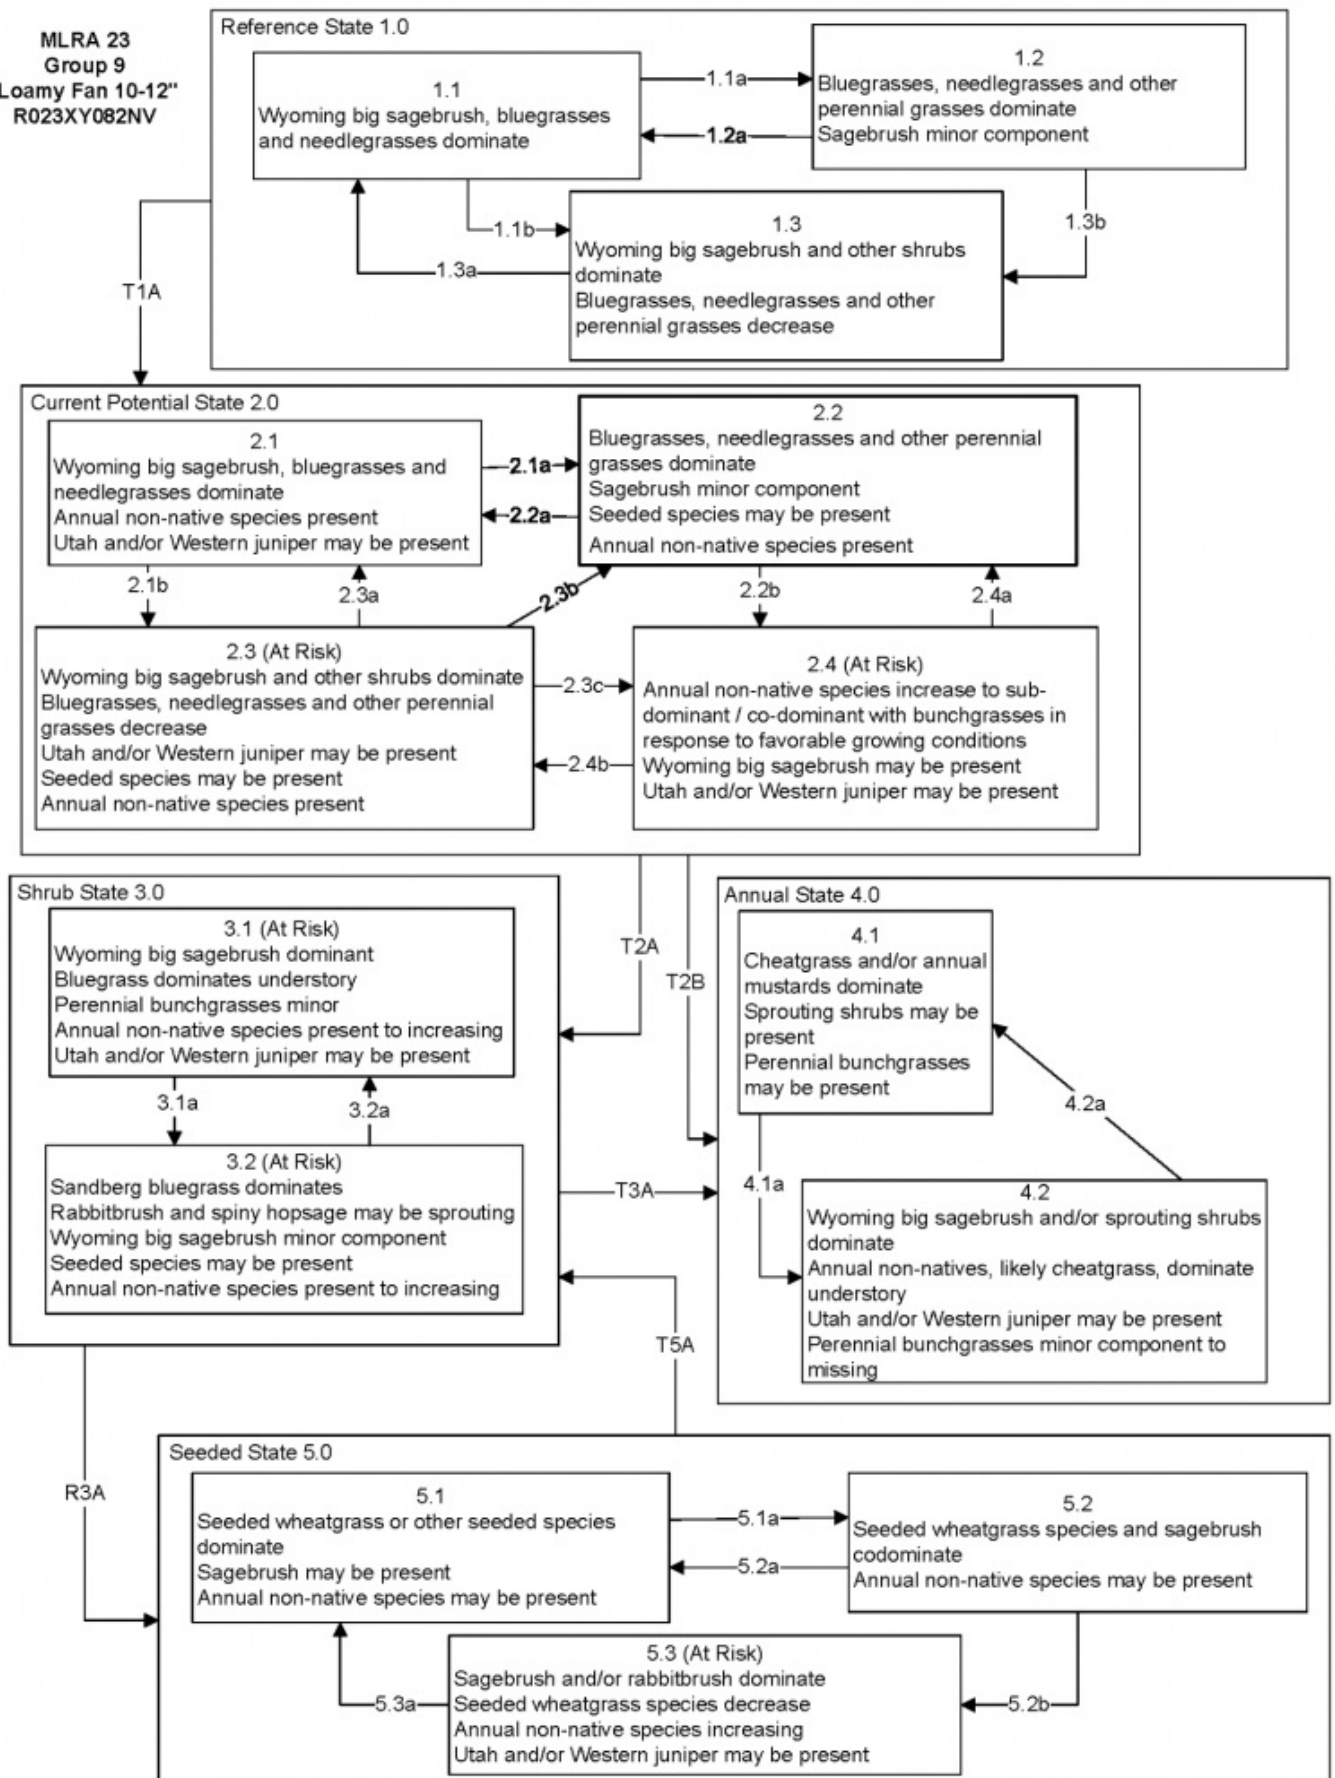 MLRA 23
Group 9
Loamy Fan 10-12"
R023XY082NV
Reference State 1.0
1.1
Wyoming big sagebrush, bluegrasses
and needlegrasses dominate
1.1a
1.2a
1.2
Bluegrasses, needlegrasses and other
perennial grasses dominate
Sagebrush minor component
1.1b
1.3a
1.3
Wyoming big sagebrush and other shrubs
dominate
Bluegrasses, needlegrasses and other
perennial grasses decrease
1.3b
T1A
Current Potential State 2.0
2.1
Wyoming big sagebrush, bluegrasses and
needlegrasses dominate
Annual non-native species present
Utah and/or Western juniper may be present
2.1a
2.2a
2.2
Bluegrasses, needlegrasses and other perennial
grasses dominate
Sagebrush minor component
Seeded species may be present
Annual non-native species present
2.1b
2.3a
2.3b
2.2b
2.4a
2.3 (At Risk)
Wyoming big sagebrush and other shrubs dominate
Bluegrasses, needlegrasses and other perennial
grasses decrease
Utah and/or Western juniper may be present
Seeded species may be present
Annual non-native species present
2.3c
2.4b
2.4 (At Risk)
Annual non-native species increase to sub-
dominant / co-dominant with bunchgrasses in
response to favorable growing conditions
Wyoming big sagebrush may be present
Utah and/or Western juniper may be present
Shrub State 3.0
3.1 (At Risk)
Wyoming big sagebrush dominant
Bluegrass dominates understory
Perennial bunchgrasses minor
Annual non-native species present to increasing
Utah and/or Western juniper may be present
3.1a
3.2a
3.2 (At Risk)
Sandberg bluegrass dominates
Rabbitbrush and spiny hopsage may be sprouting
Wyoming big sagebrush minor component
Seeded species may be present
Annual non-native species present to increasing
T2A
T2B
T3A
T5A
Annual State 4.0
4.1
Cheatgrass and/or annual
mustards dominate
Sprouting shrubs may be
present
Perennial bunchgrasses
may be present
4.2a
4.1a
4.2
Wyoming big sagebrush and/or sprouting shrubs
dominate
Annual non-natives, likely cheatgrass, dominate
understory
Utah and/or Western juniper may be present
Perennial bunchgrasses minor component to
missing
R3A
Seeded State 5.0
5.1
Seeded wheatgrass or other seeded species
dominate
Sagebrush may be present
Annual non-native species may be present
5.1a
5.2a
5.2
Seeded wheatgrass species and sagebrush
codominate
Annual non-native species may be present
5.3a
5.3 (At Risk)
Sagebrush and/or rabbitbrush dominate
Seeded wheatgrass species decrease
Annual non-native species increasing
Utah and/or Western juniper may be present
5.2b